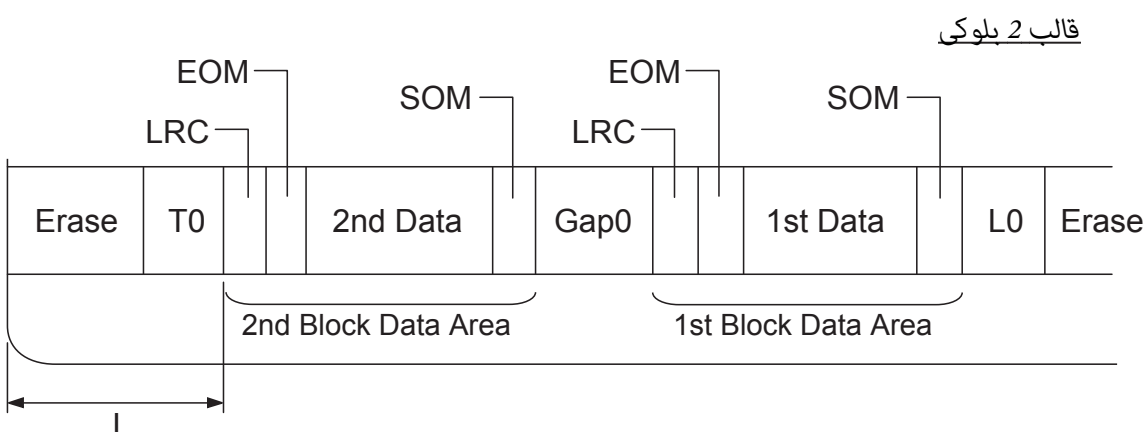 قالب 2 بلوکی
EOM EOM
SOM SOM
LRC LRC
Erase T0 2nd Data Gap0 1st Data L0 Erase
2nd Block Data Area 1st Block Data Area
L